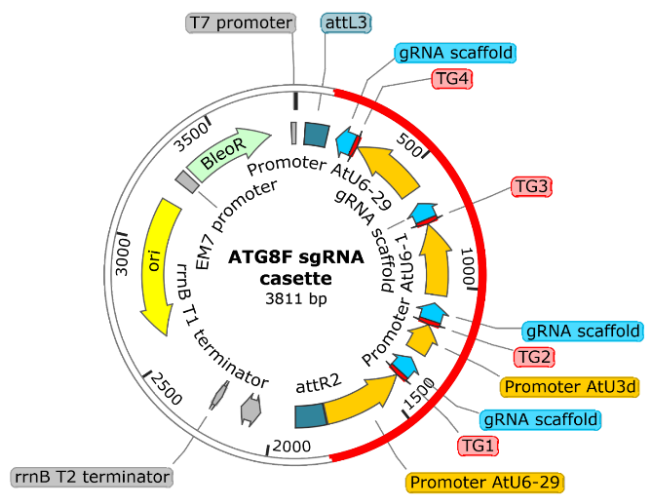 T7 promoter
attL3
gRNA scaffold
TG4
500
TG3
1000
gRNA scaffold
TG2
Promoter AtU3d
1500
gRNA scaffold
TG1
Promoter AtU6-29
2000
rrnB T2 terminator
2500
3000
3500
BleoR
Promoter AtU6-29
gRNA scaffold
Promoter AtU6-1
EM7 promoter
ori
rrnB T1 terminator
attR2
ATG8F sgRNA
casette
3811 bp